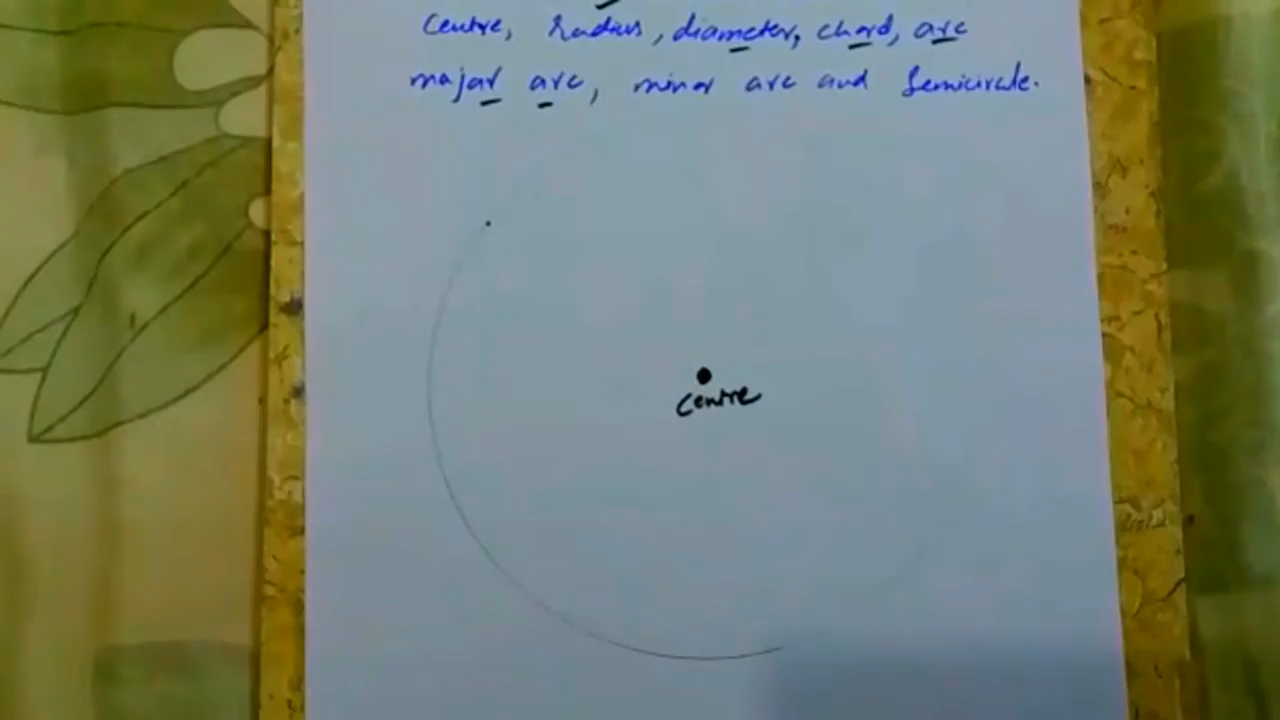 Centre, Radius, diameter, chord, arc
major arc, minor arc and Semicircle.
Centre